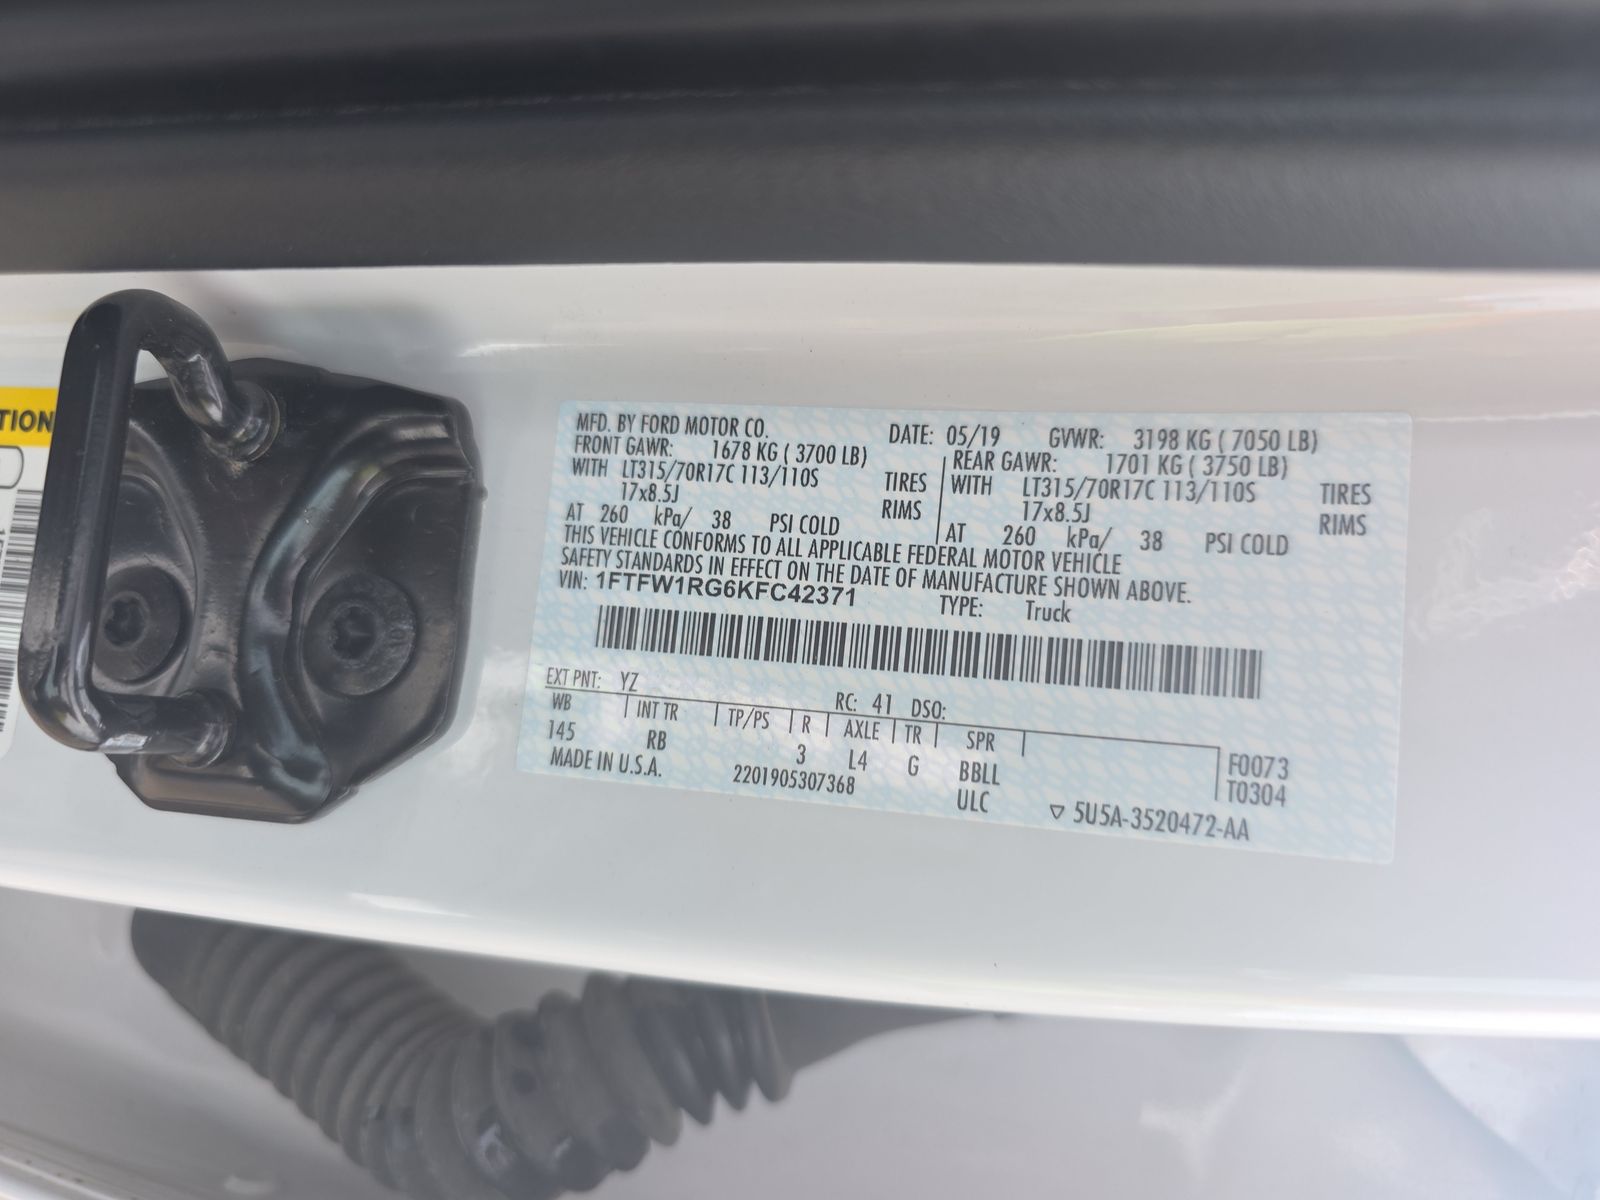 TION
MFD. BY FORD MOTOR CO. DATE: 05/19 GVWR: 3198 KG ( 7050 LB)
FRONT GAWR: 1678 KG ( 3700 LB) REAR GAWR: 1701 KG ( 3750 LB)
WITH LT315/70R17C 113/110S TIRES WITH LT315/70R17C 113/110S TIRES
17x8.5J RIMS 17x8.5J RIMS
AT 260 kPa/ 38 PSI COLD AT 260 kPa/ 38 PSI COLD
THIS VEHICLE CONFORMS TO ALL APPLICABLE FEDERAL MOTOR VEHICLE
SAFETY STANDARDS IN EFFECT ON THE DATE OF MANUFACTURE SHOWN ABOVE.
VIN: 1FTFW1RG6KFC42371 TYPE: Truck
EXT PNT: YZ RC: 41 DSO:
WB INT TR TP/PS R AXLE TR SPR
145 RB 3 L4 G BBLL F0073
MADE IN U.S.A. 2201905307368 ULC T0304
▽ 5U5A-3520472-AA